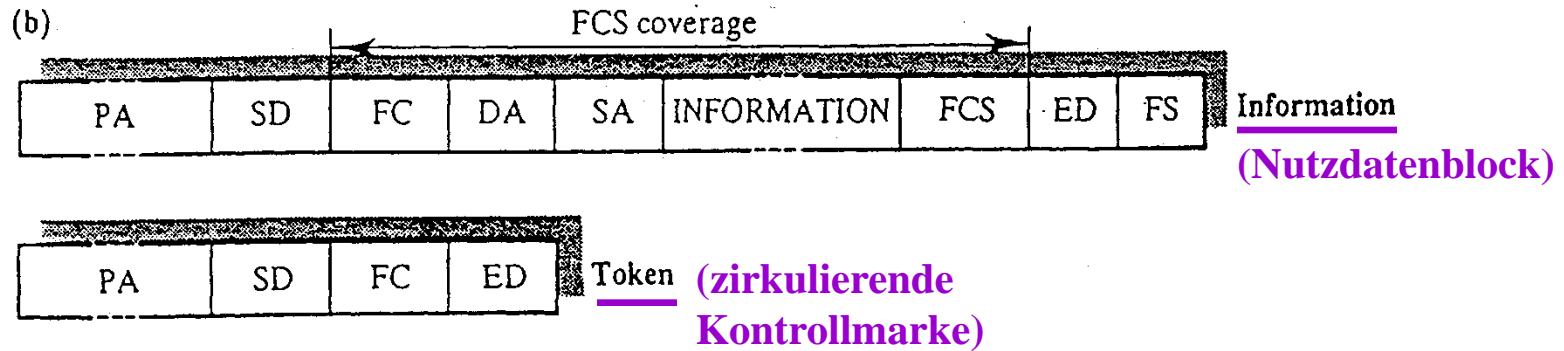 (b)
FCS coverage
PA SD FC DA SA INFORMATION FCS ED FS
Information
(Nutzdatenblock)
PA SD FC ED
Token (zirkulierende
Kontrollmarke)